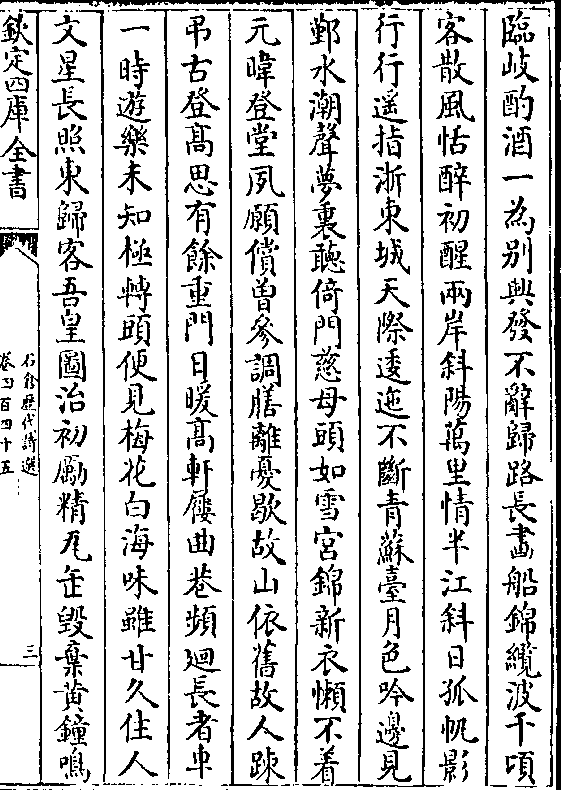 臨岐酌酒一為别興發不辭歸路長畫船錦纜波千頃
客散風恬醉初醒兩岸斜陽萬里情半江斜日孤帆影
行行遥指浙東城天際逶迤不斷青蘇臺月色吟邊見
鄞水潮聲夢裏聽倚門慈母頭如雪宮錦新衣懶不着
元暐登堂夙願償曽參調膳離憂歇故山依舊故人踈
弔古登髙思有餘重門日暖髙軒屨曲巷頻廻長者車
一時遊樂未知極轉頭便見梅花白海味雖甘久住人
文星長照東歸客吾皇圖治初勵精瓦缶毀棄黄鐘鳴
欽定四庫全書
石倉歴代詩選
卷四百四十五
三